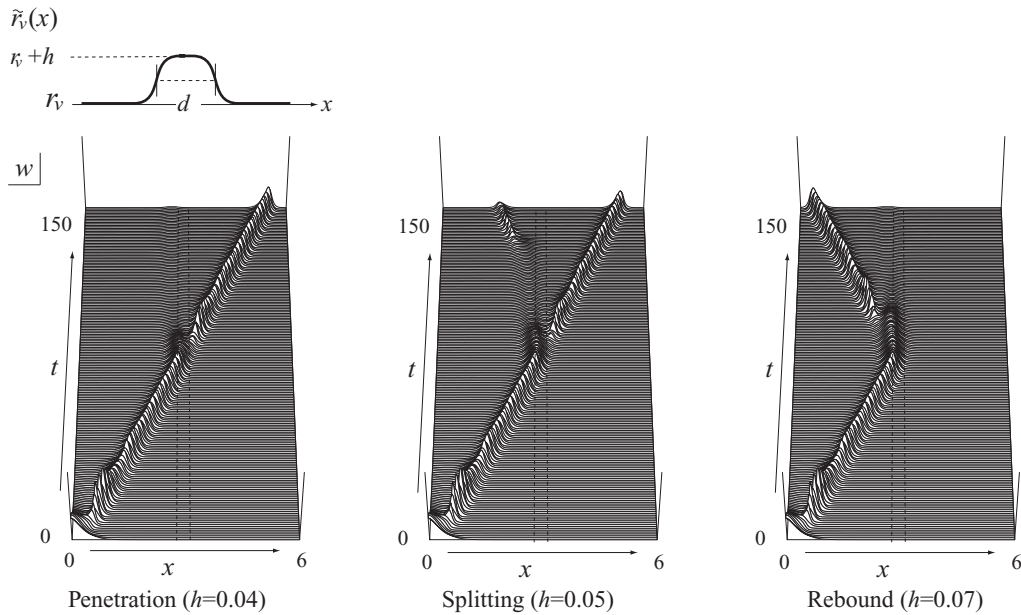 r̃ᵥ(x)
rᵥ+h
rᵥ
d
x
w
150
150
150
t
t
t
0
0
0
0
6
0
6
0
6
x
x
x
Penetration (h=0.04)
Splitting (h=0.05)
Rebound (h=0.07)